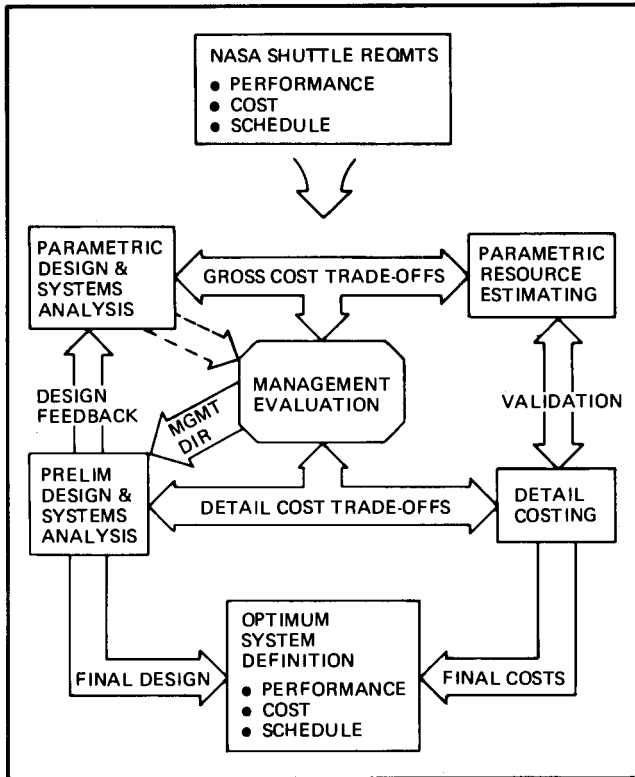 NASA SHUTTLE REQMTS
● PERFORMANCE
● COST
● SCHEDULE
PARAMETRIC
DESIGN &
SYSTEMS
ANALYSIS
GROSS COST TRADE-OFFS
PARAMETRIC
RESOURCE
ESTIMATING
DESIGN
FEEDBACK
MGMT
DIR
MANAGEMENT
EVALUATION
VALIDATION
PRELIM
DESIGN &
SYSTEMS
ANALYSIS
DETAIL COST TRADE-OFFS
DETAIL
COSTING
FINAL DESIGN
OPTIMUM
SYSTEM
DEFINITION
● PERFORMANCE
● COST
● SCHEDULE
FINAL COSTS